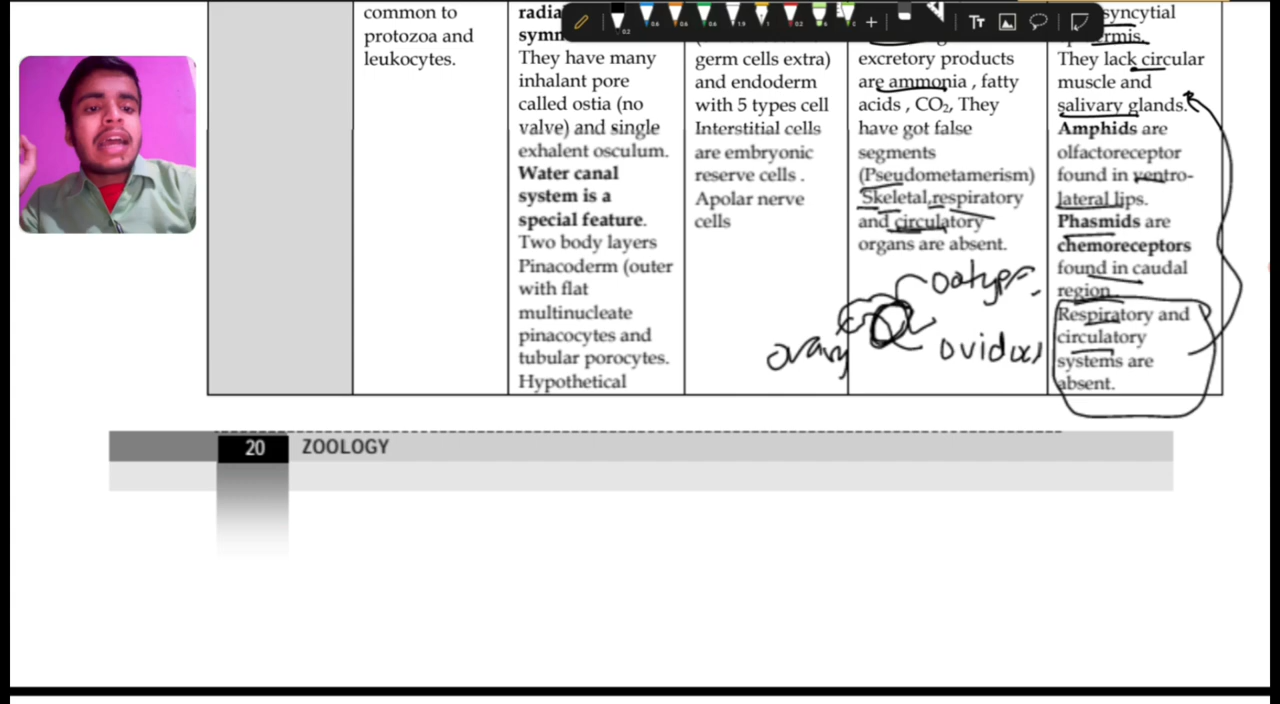 common to
protozoa and
leukocytes.
They have many
inhalant pore
called ostia (no
valve) and single
exhalent osculum.
Water canal
system is a
special feature.
Two body layers
Pinacoderm (outer
with flat
multinucleate
pinacocytes and
tubular porocytes.
Hypothetical
germ cells extra)
and endoderm
with 5 types cell
Interstitial cells
are embryonic
reserve cells .
Apolar nerve
cells
excretory products
are ammonia , fatty
acids , CO₂, They
have got false
segments
(Pseudometamerism)
Skeletal,respiratory
and circulatory
organs are absent.
ovary
syncytial
They lack circular
muscle and
salivary glands.
Amphids are
olfactoreceptor
found in ventro-
lateral lips.
Phasmids are
chemoreceptors
found in caudal
region.
Respiratory and
circulatory
systems are
absent.
20 ZOOLOGY